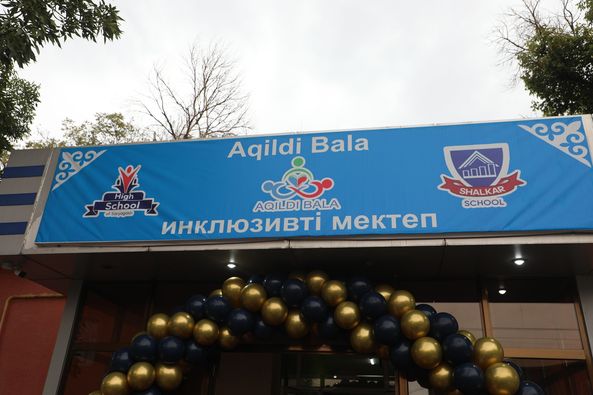 Aqildi Bala
High
School
AQILDI BALA
SHALKAR
SCHOOL
инклюзивті мектеп